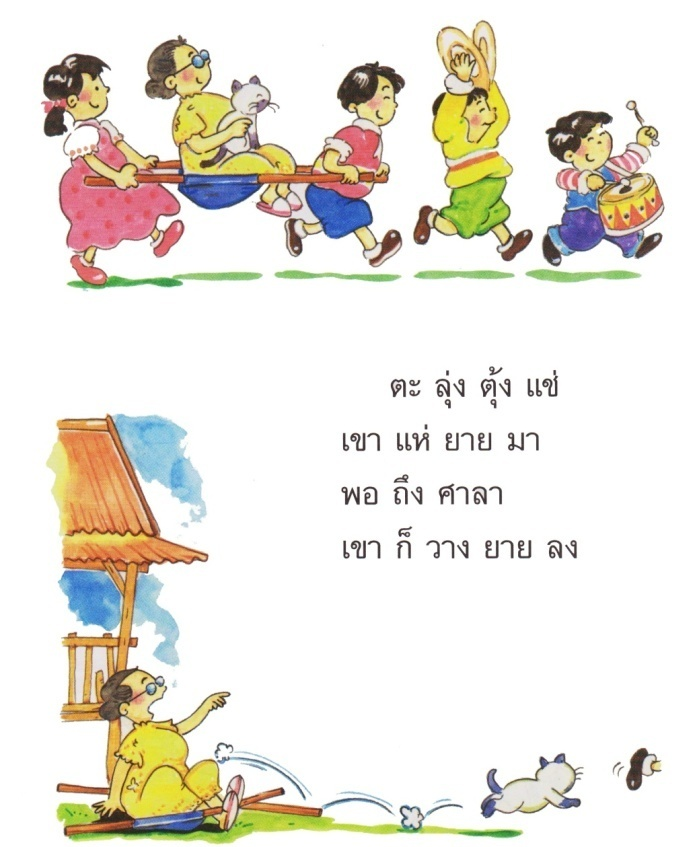 ตะ ลุ่ง ตุ้ง แช่
เขา แห่ ยาย มา
พอ ถึง ศาลา
เขา ก็ วาง ยาย ลง